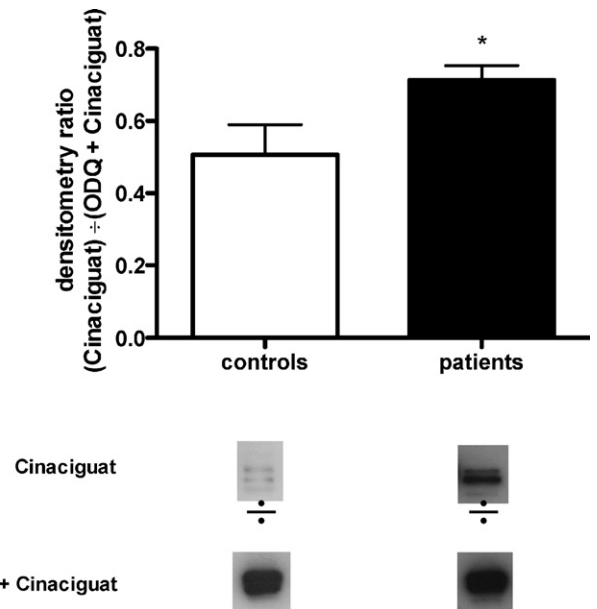 densitometry ratio
(Cinaciguat) ÷(ODQ + Cinaciguat)
0.8
0.6
0.4
0.2
0.0
*
controls patients
Cinaciguat
÷ ÷
+ Cinaciguat